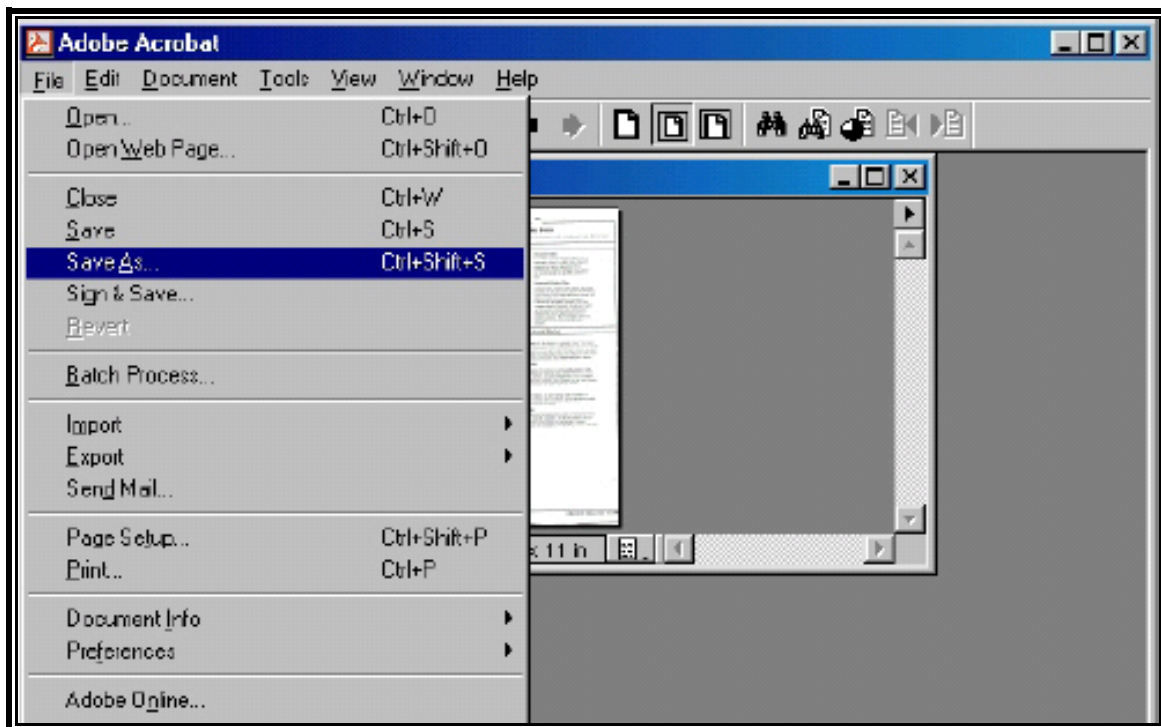 Adobe Acrobat
File Edit Document Tools View Window Help
Open... Ctrl+O
Open Web Page... Ctrl+Shift+O
Close Ctrl+W
Save Ctrl+S
Save As... Ctrl+Shift+S
Sign & Save...
Revert
Batch Process...
Import
Export
Send Mail...
Page Setup... Ctrl+Shift+P
Print... Ctrl+P
x 11 in
Document Info
Preferences
Adobe Online...